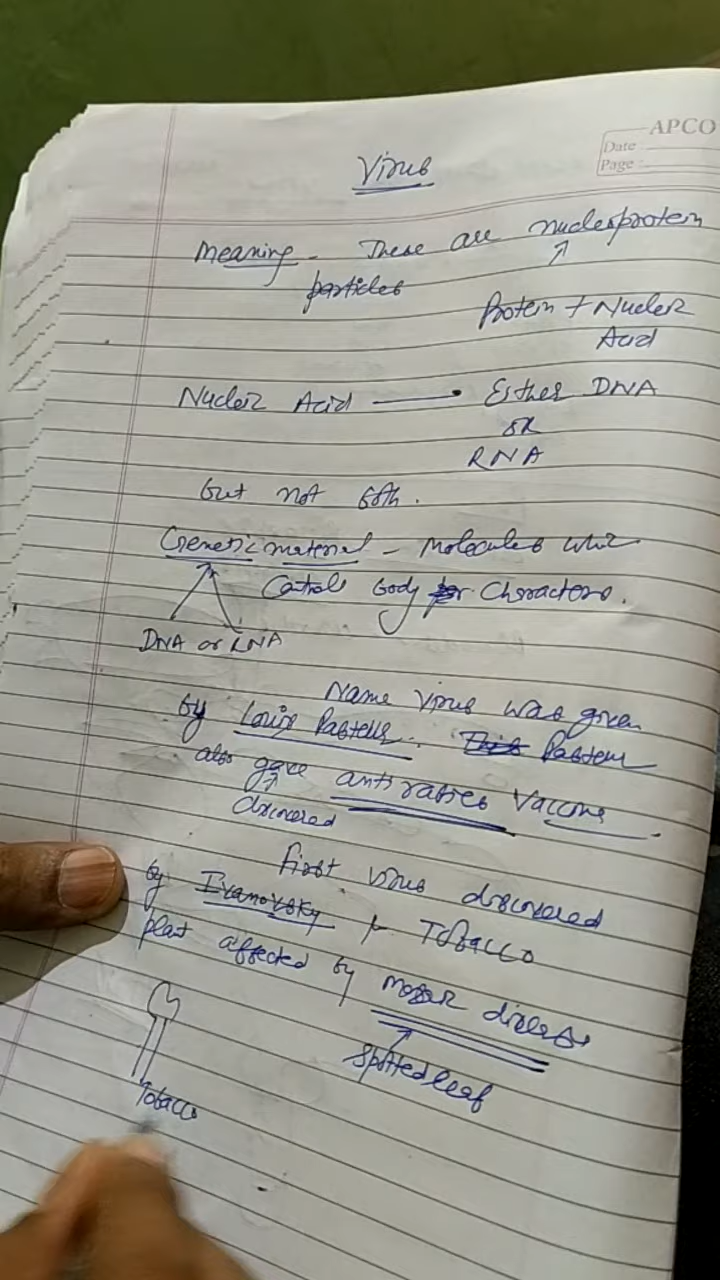 APCO
Date
Page
Virus
Meaning - These are nucleoprotein
particles
Protein + Nucleic
Acid
Nucleic Acid Either DNA
OR
RNA
but not both.
Genetic material - Molecules which
Controls body for Characters.
DNA or RNA
Name Virus was given
by Louis Pasteur. This Pasteur
also gave anti rabies Vaccine
discovered
First virus discovered
by Ivanovsky Tobacco
plant affected by Mosaic disease
Spotted leaf
Tobacco